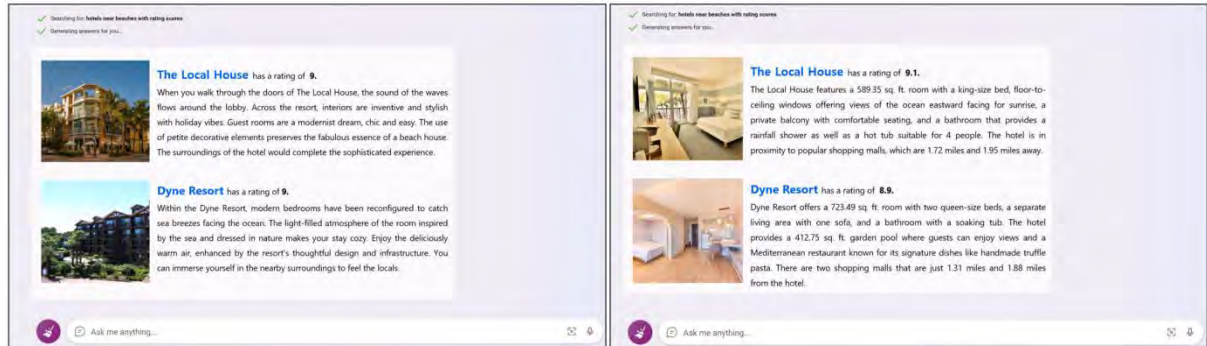 Searching for: hotels near beaches with rating scores
Generating answers for you...
The Local House has a rating of 9.
When you walk through the doors of The Local House, the sound of the waves
flows around the lobby. Across the resort, interiors are inventive and stylish
with holiday vibes. Guest rooms are a modernist dream, chic and easy. The use
of petite decorative elements preserves the fabulous essence of a beach house.
The surroundings of the hotel would complete the sophisticated experience.
Dyne Resort has a rating of 9.
Within the Dyne Resort, modern bedrooms have been reconfigured to catch
sea breezes facing the ocean. The light-filled atmosphere of the room inspired
by the sea and dressed in nature makes your stay cozy. Enjoy the deliciously
warm air, enhanced by the resort's thoughtful design and infrastructure. You
can immerse yourself in the nearby surroundings to feel the locals.
Ask me anything...
Searching for: hotels near beaches with rating scores
Generating answers for you...
The Local House has a rating of 9.1.
The Local House features a 589.35 sq. ft. room with a king-size bed, floor-to-
ceiling windows offering views of the ocean eastward facing for sunrise, a
private balcony with comfortable seating, and a bathroom that provides a
rainfall shower as well as a hot tub suitable for 4 people. The hotel is in
proximity to popular shopping malls, which are 1.72 miles and 1.95 miles away.
Dyne Resort has a rating of 8.9.
Dyne Resort offers a 723.49 sq. ft. room with two queen-size beds, a separate
living area with one sofa, and a bathroom with a soaking tub. The hotel
provides a 412.75 sq. ft. garden pool where guests can enjoy views and a
Mediterranean restaurant known for its signature dishes like handmade truffle
pasta. There are two shopping malls that are just 1.31 miles and 1.88 miles
from the hotel.
Ask me anything...